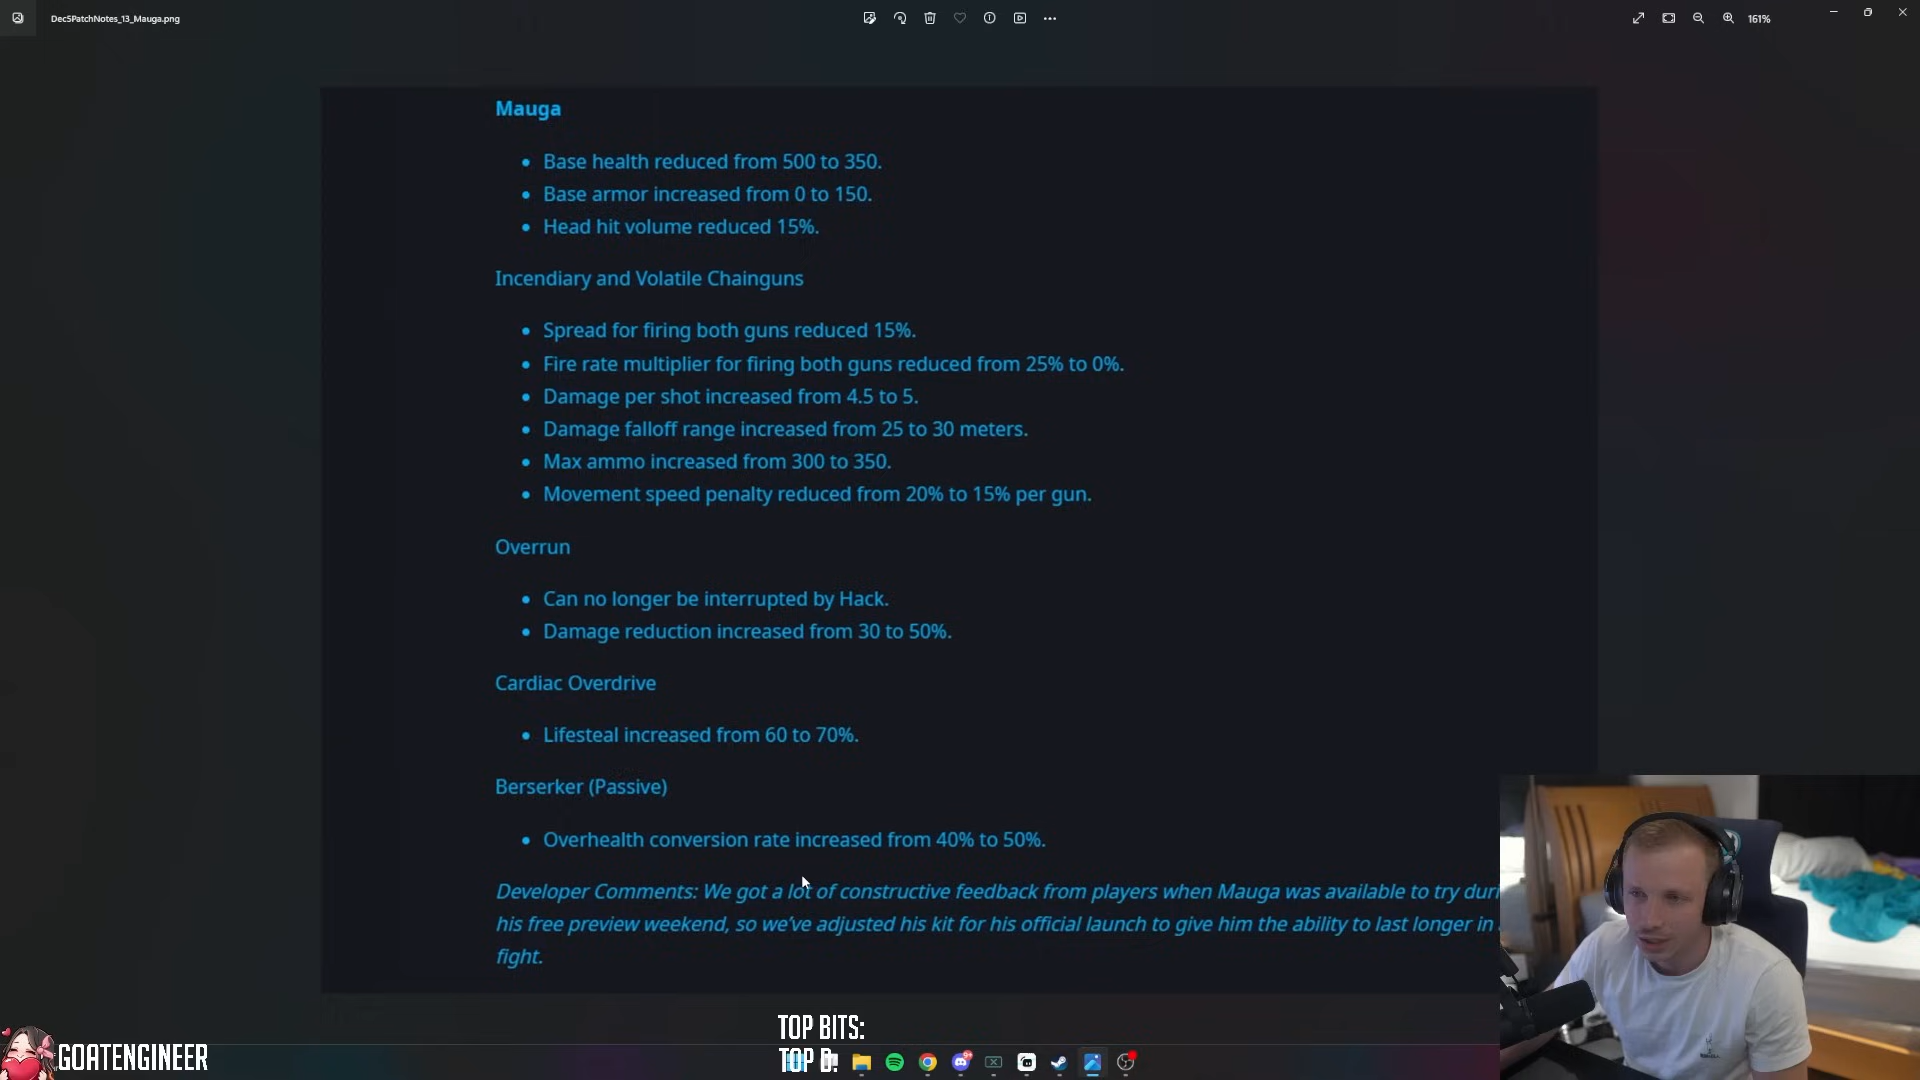 DecSPatchNotes_13_Mauga.png
161%
Mauga
Base health reduced from 500 to 350.
Base armor increased from 0 to 150.
Head hit volume reduced 15%.
Incendiary and Volatile Chainguns
Spread for firing both guns reduced 15%.
Fire rate multiplier for firing both guns reduced from 25% to 0%.
Damage per shot increased from 4.5 to 5.
Damage falloff range increased from 25 to 30 meters.
Max ammo increased from 300 to 350.
Movement speed penalty reduced from 20% to 15% per gun.
Overrun
Can no longer be interrupted by Hack.
Damage reduction increased from 30 to 50%.
Cardiac Overdrive
Lifesteal increased from 60 to 70%.
Berserker (Passive)
Overhealth conversion rate increased from 40% to 50%.
Developer Comments: We got a lot of constructive feedback from players when Mauga was available to try duri
his free preview weekend, so we've adjusted his kit for his official launch to give him the ability to last longer in
fight.
TOP BITS:
TOP D:
GOATENGINEER